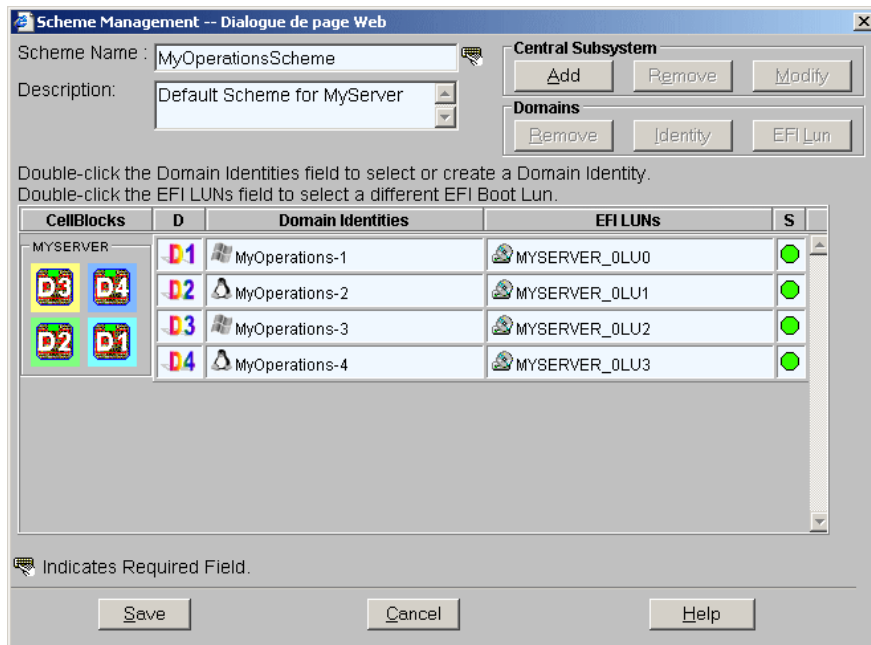 Scheme Management -- Dialogue de page Web
Scheme Name : MyOperationsScheme
Description: Default Scheme for MyServer
Central Subsystem
Add Remove Modify
Domains
Remove Identity EFI Lun
Double-click the Domain Identities field to select or create a Domain Identity.
Double-click the EFI LUNs field to select a different EFI Boot Lun.
CellBlocks D Domain Identities EFI LUNs S
MYSERVER
D3 D4
D2 D1
D1 MyOperations-1 MYSERVER_0LU0
D2 MyOperations-2 MYSERVER_0LU1
D3 MyOperations-3 MYSERVER_0LU2
D4 MyOperations-4 MYSERVER_0LU3
Indicates Required Field.
Save Cancel Help